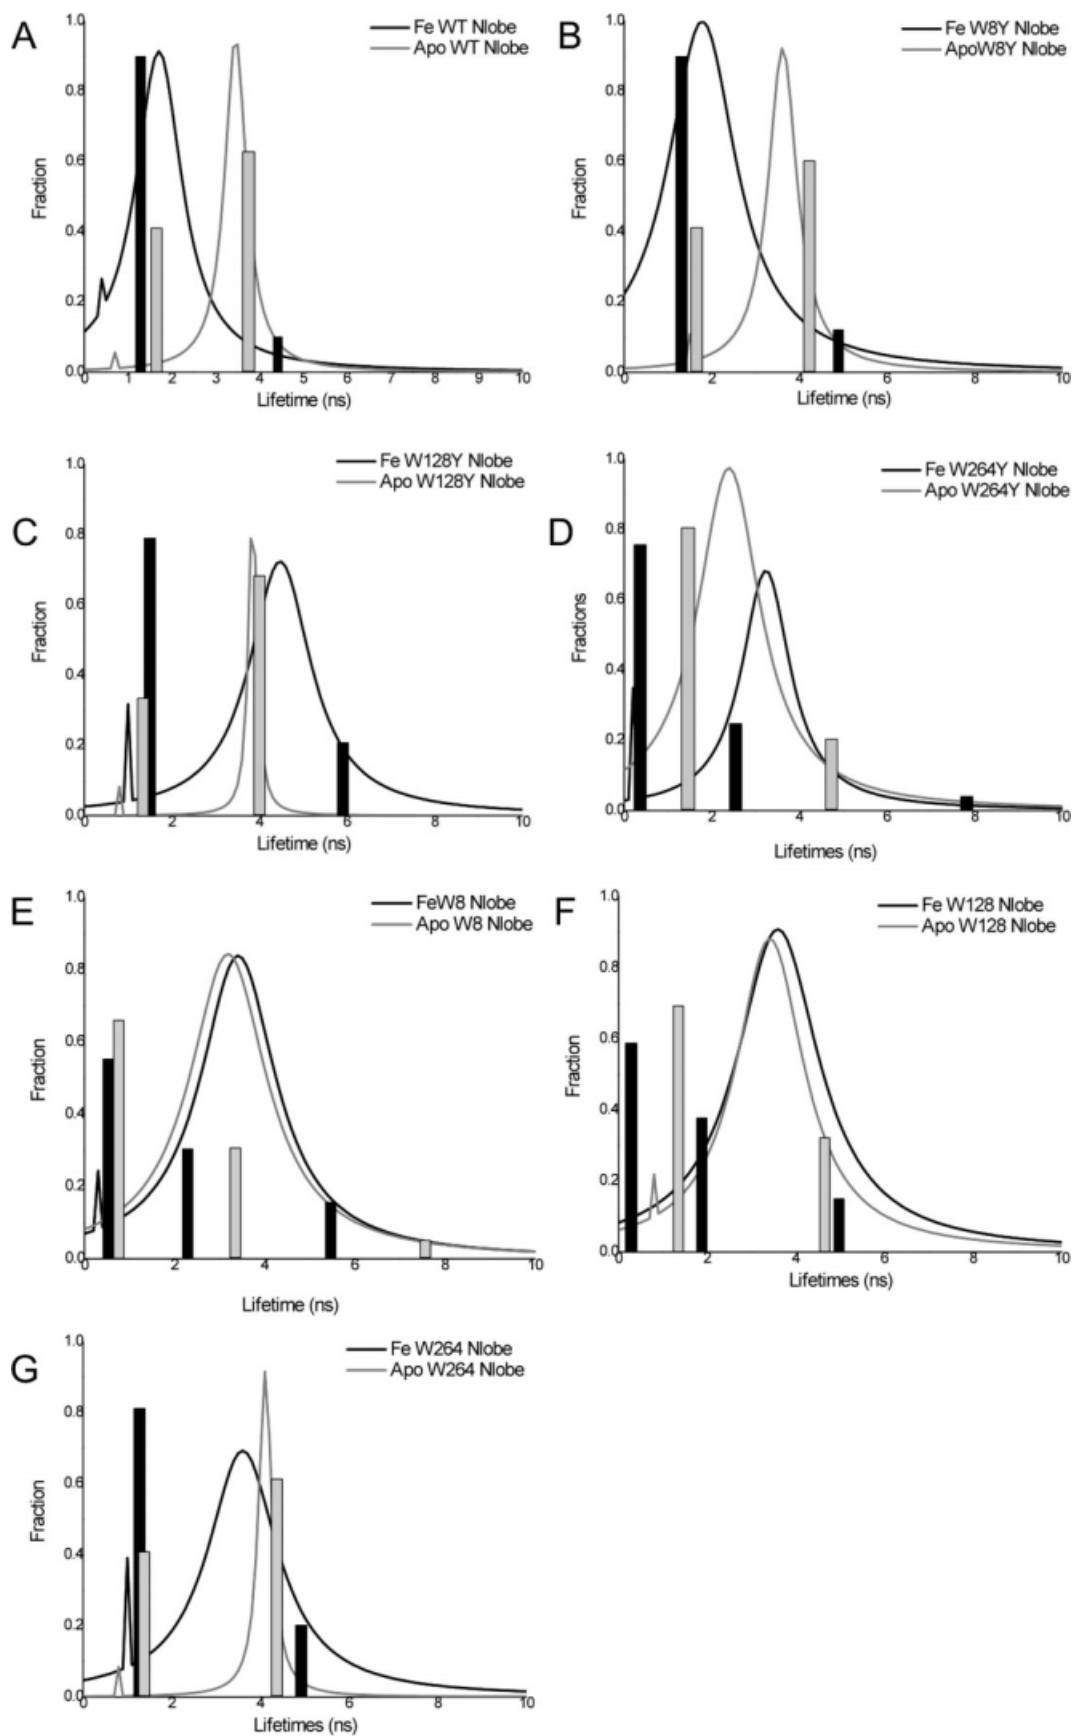 A
Fe WT Nlobe
Apo WT Nlobe
1.0
0.8
0.6
0.4
0.2
0.0
Fraction
0 1 2 3 4 5 6 7 8 9 10
Lifetime (ns)
B
Fe W8Y Nlobe
ApoW8Y Nlobe
1.0
0.8
0.6
0.4
0.2
0.0
Fraction
0 2 4 6 8 10
Lifetime (ns)
C
Fe W128Y Nlobe
Apo W128Y Nlobe
1.0
0.8
0.6
0.4
0.2
0.0
Fraction
0 2 4 6 8 10
Lifetime (ns)
D
Fe W264Y Nlobe
Apo W264Y Nlobe
1.0
0.8
0.6
0.4
0.2
0.0
Fractions
0 2 4 6 8 10
Lifetimes (ns)
E
FeW8 Nlobe
Apo W8 Nlobe
1.0
0.8
0.6
0.4
0.2
0.0
Fraction
0 2 4 6 8 10
Lifetime (ns)
F
Fe W128 Nlobe
Apo W128 Nlobe
1.0
0.8
0.6
0.4
0.2
0.0
Fraction
0 2 4 6 8 10
Lifetimes (ns)
G
Fe W264 Nlobe
Apo W264 Nlobe
1.0
0.8
0.6
0.4
0.2
0.0
Fraction
0 2 4 6 8 10
Lifetimes (ns)